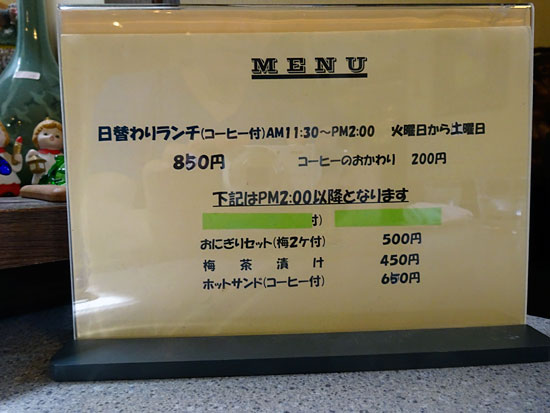 MENU
日替わりランチ(コーヒー付)AM11:30～PM2:00 火曜日から土曜日
850円 コーヒーのおかわり 200円
下記はPM2:00以降となります
付)
おにぎりセット(梅2ケ付) 500円
梅茶漬け 450円
ホットサンド(コーヒー付) 650円